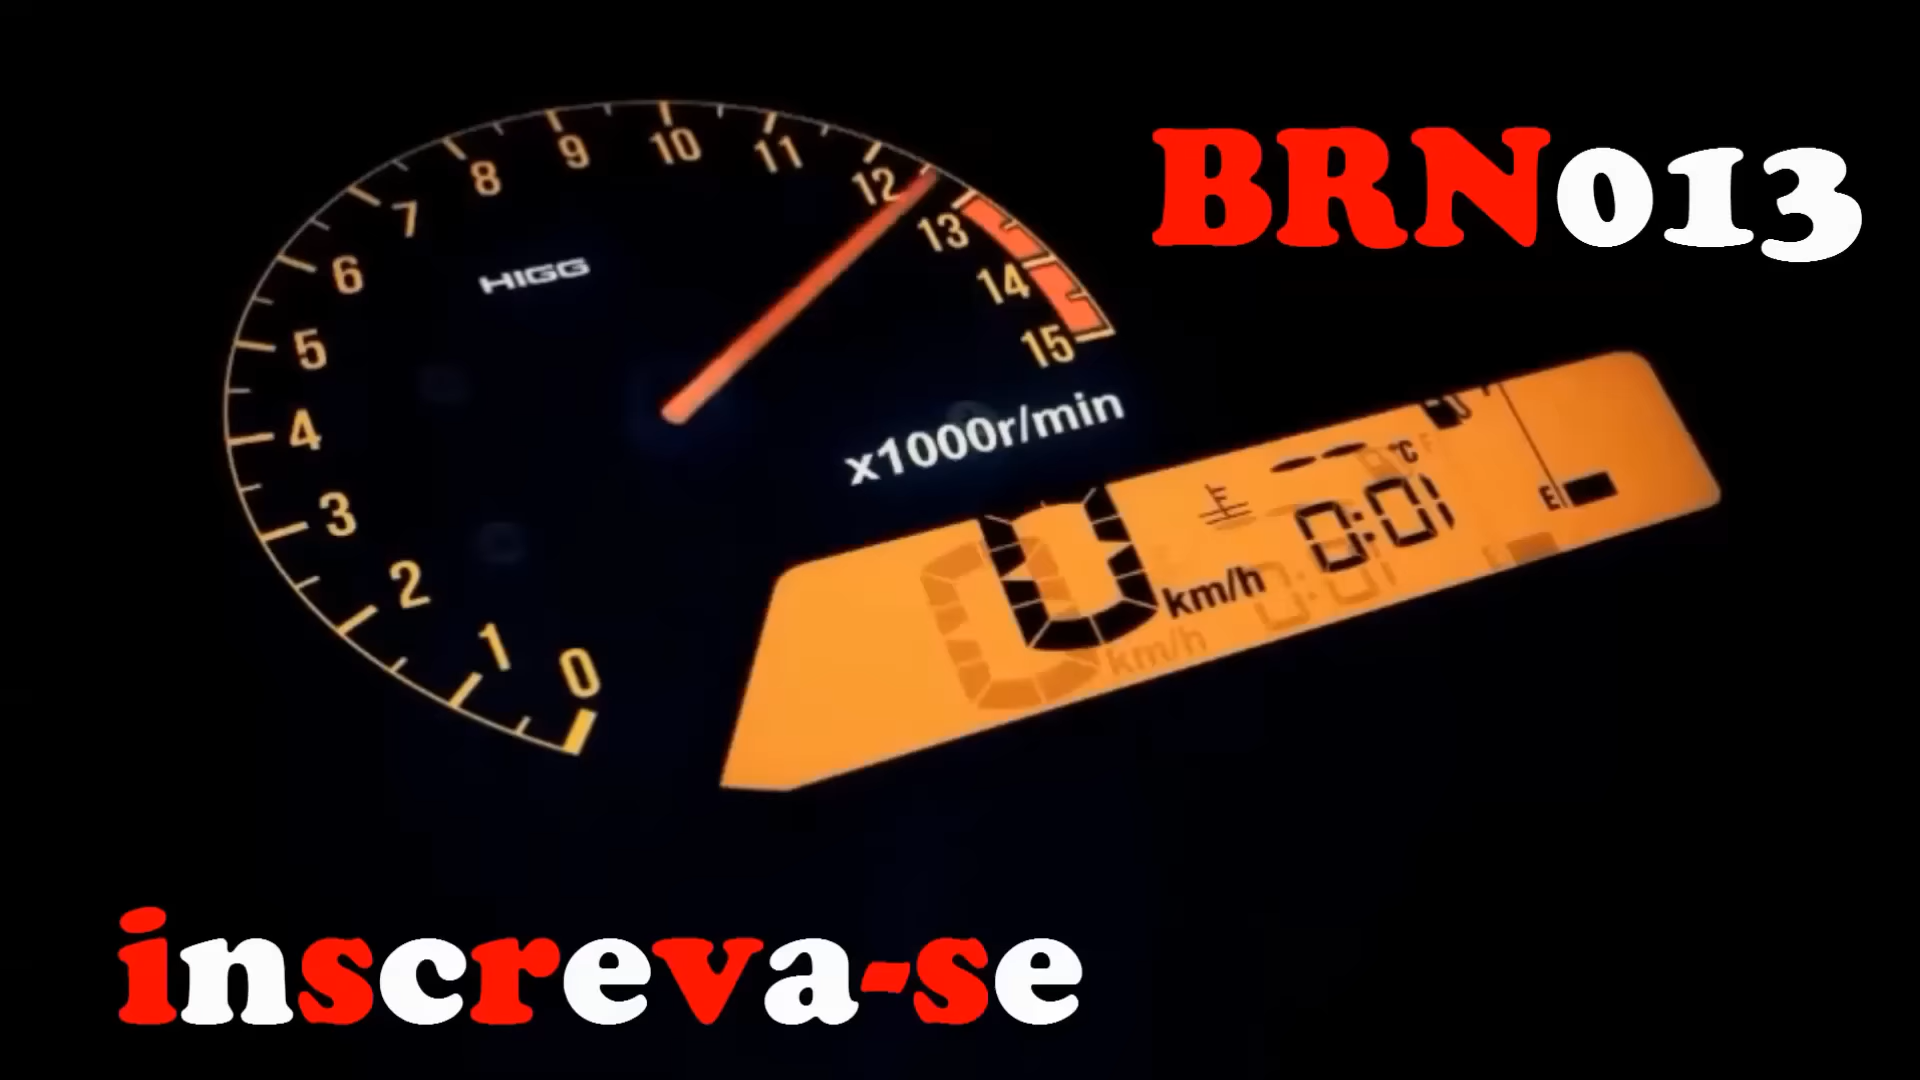 BRN013
8 9 10 11 12
7 13
6 HIGG 14
5 15
4 x1000r/min
3
2
1 0
°C
0 km/h 0:01 E
inscreva-se